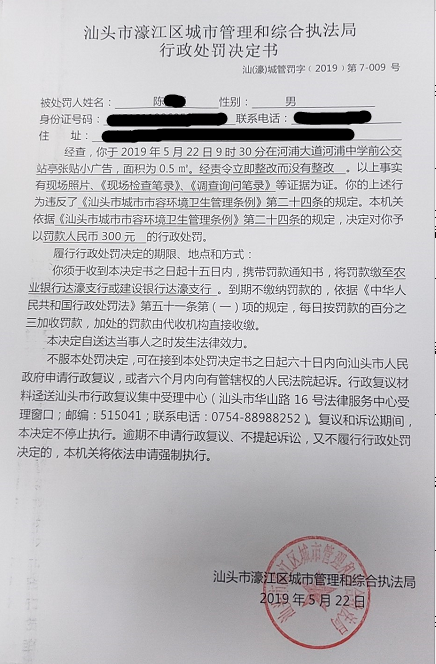 汕头市濠江区城市管理和综合执法局
行政处罚决定书
汕(濠)城管罚字〔2019〕第7-009 号
被处罚人姓名： 陈 性别： 男
身份证号码： 联系电话：
住 址：
经查，你于 2019 年 5 月 22 日 9 时 30 分在河浦大道河浦中学前公交
站亭张贴小广告，面积为 0.5 ㎡。经责令立即整改而没有整改 。以上事实
有现场照片、《现场检查笔录》、《调查询问笔录》等证据为证。你的上述行
为违反了《汕头市城市市容环境卫生管理条例》第二十四条的规定。本机关
依据《汕头市城市市容环境卫生管理条例》第二十四条的规定，决定对你予
以罚款人民币 300 元 的行政处罚。
履行行政处罚决定的期限、地点和方式：
你须于收到本决定书之日起十五日内，携带罚款通知书，将罚款缴至农
业银行达濠支行或建设银行达濠支行 。到期不缴纳罚款的，依据《中华人
民共和国行政处罚法》第五十一条第（一）项的规定，每日按罚款的百分之
三加收罚款，加处的罚款由代收机构直接收缴。
本决定自送达当事人之时发生法律效力。
不服本处罚决定，可在接到本处罚决定书之日起六十日内向汕头市人民
政府申请行政复议，或者六个月内向有管辖权的人民法院起诉。行政复议材
料迳送汕头市行政复议集中受理中心（汕头市华山路 16 号法律服务中心受
理窗口；邮编：515041；联系电话：0754-88988252）。复议和诉讼期间，
本决定不停止执行。逾期不申请行政复议、不提起诉讼，又不履行行政处罚
决定的，本机关将依法申请强制执行。
汕头市濠江区城市管理和综合执法局
2019 年 5 月 22 日
汕头市濠江区城市管理和综合执法局